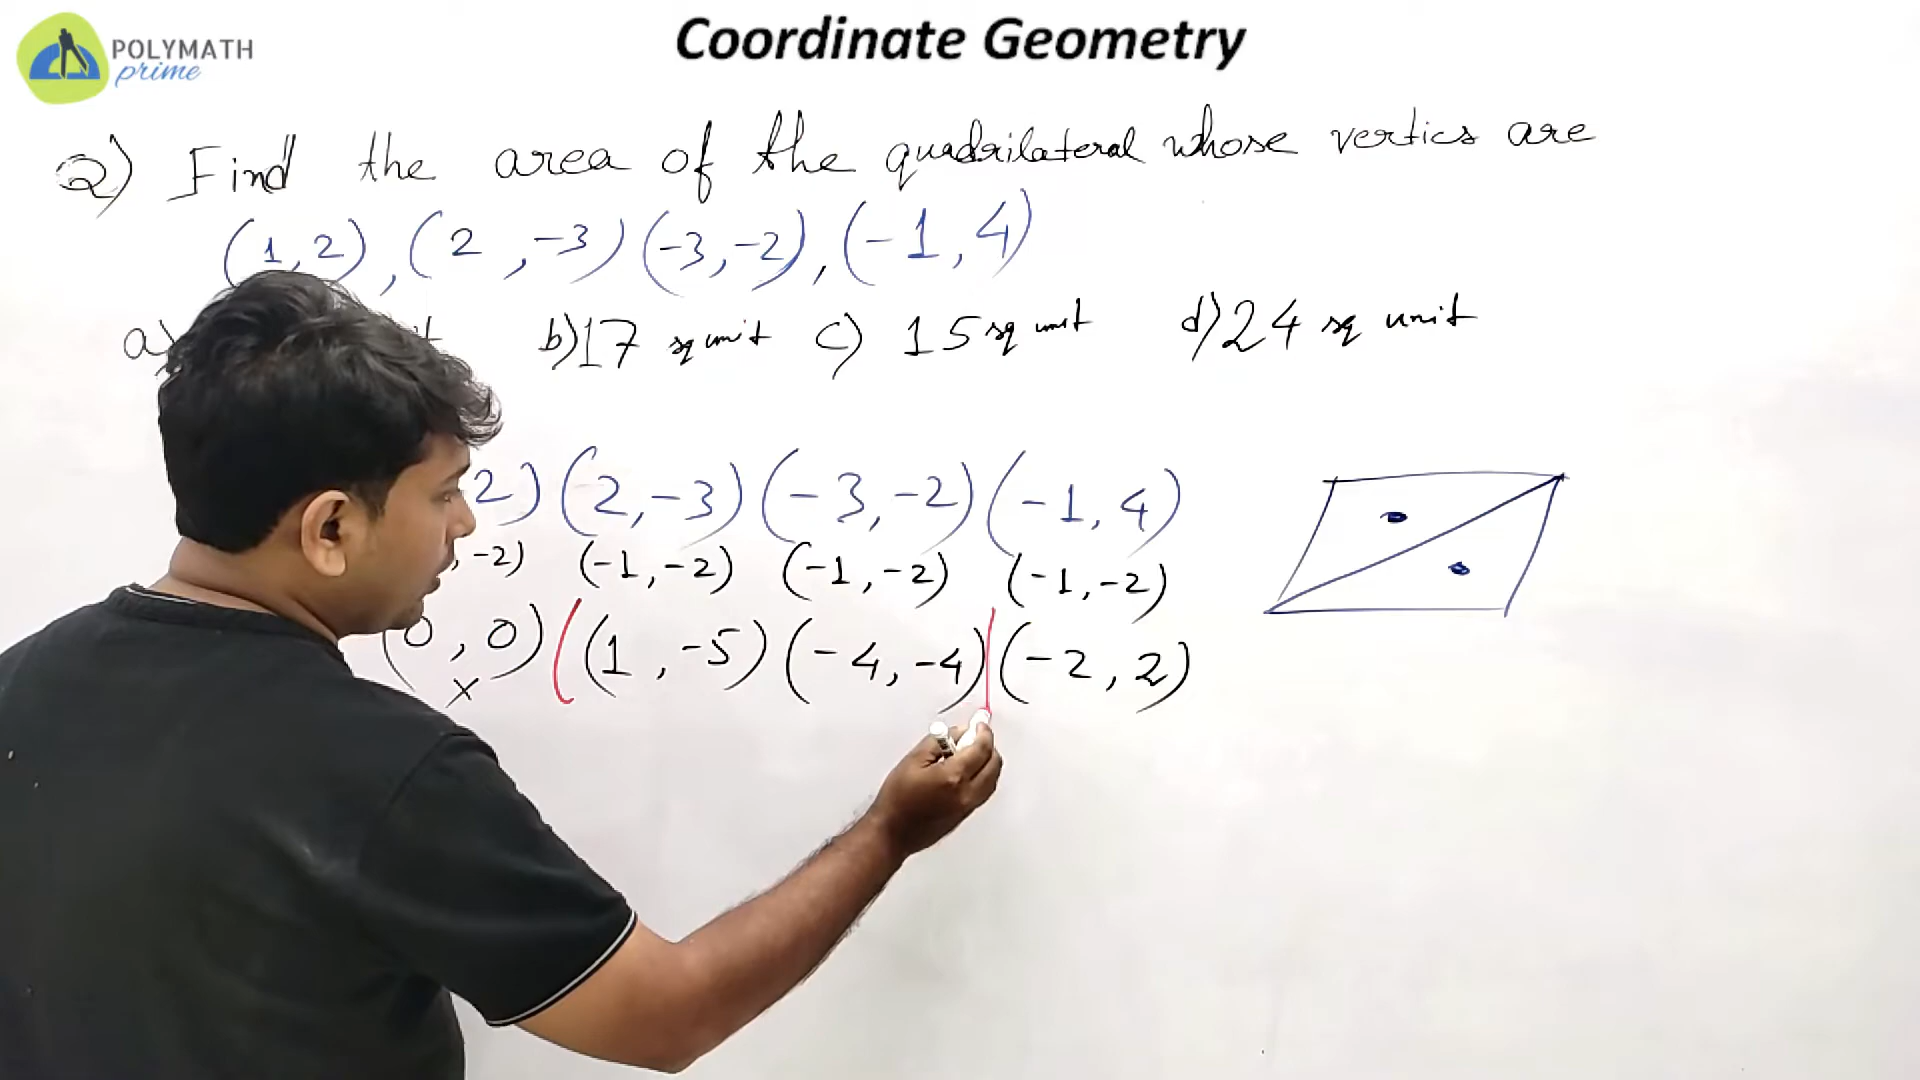 Coordinate Geometry
POLYMATH
prime
Q) Find the area of the quadrilateral whose vertics are
(1,2), (2,-3) (-3,-2), (-1,4)
a) b) 17 sq unit c) 15 sq unit d) 24 sq unit
2) (2,-3) (-3,-2) (-1,4)
,-2) (-1,-2) (-1,-2) (-1,-2)
(0,0) ((1,-5) (-4,-4)|(-2,2)
x